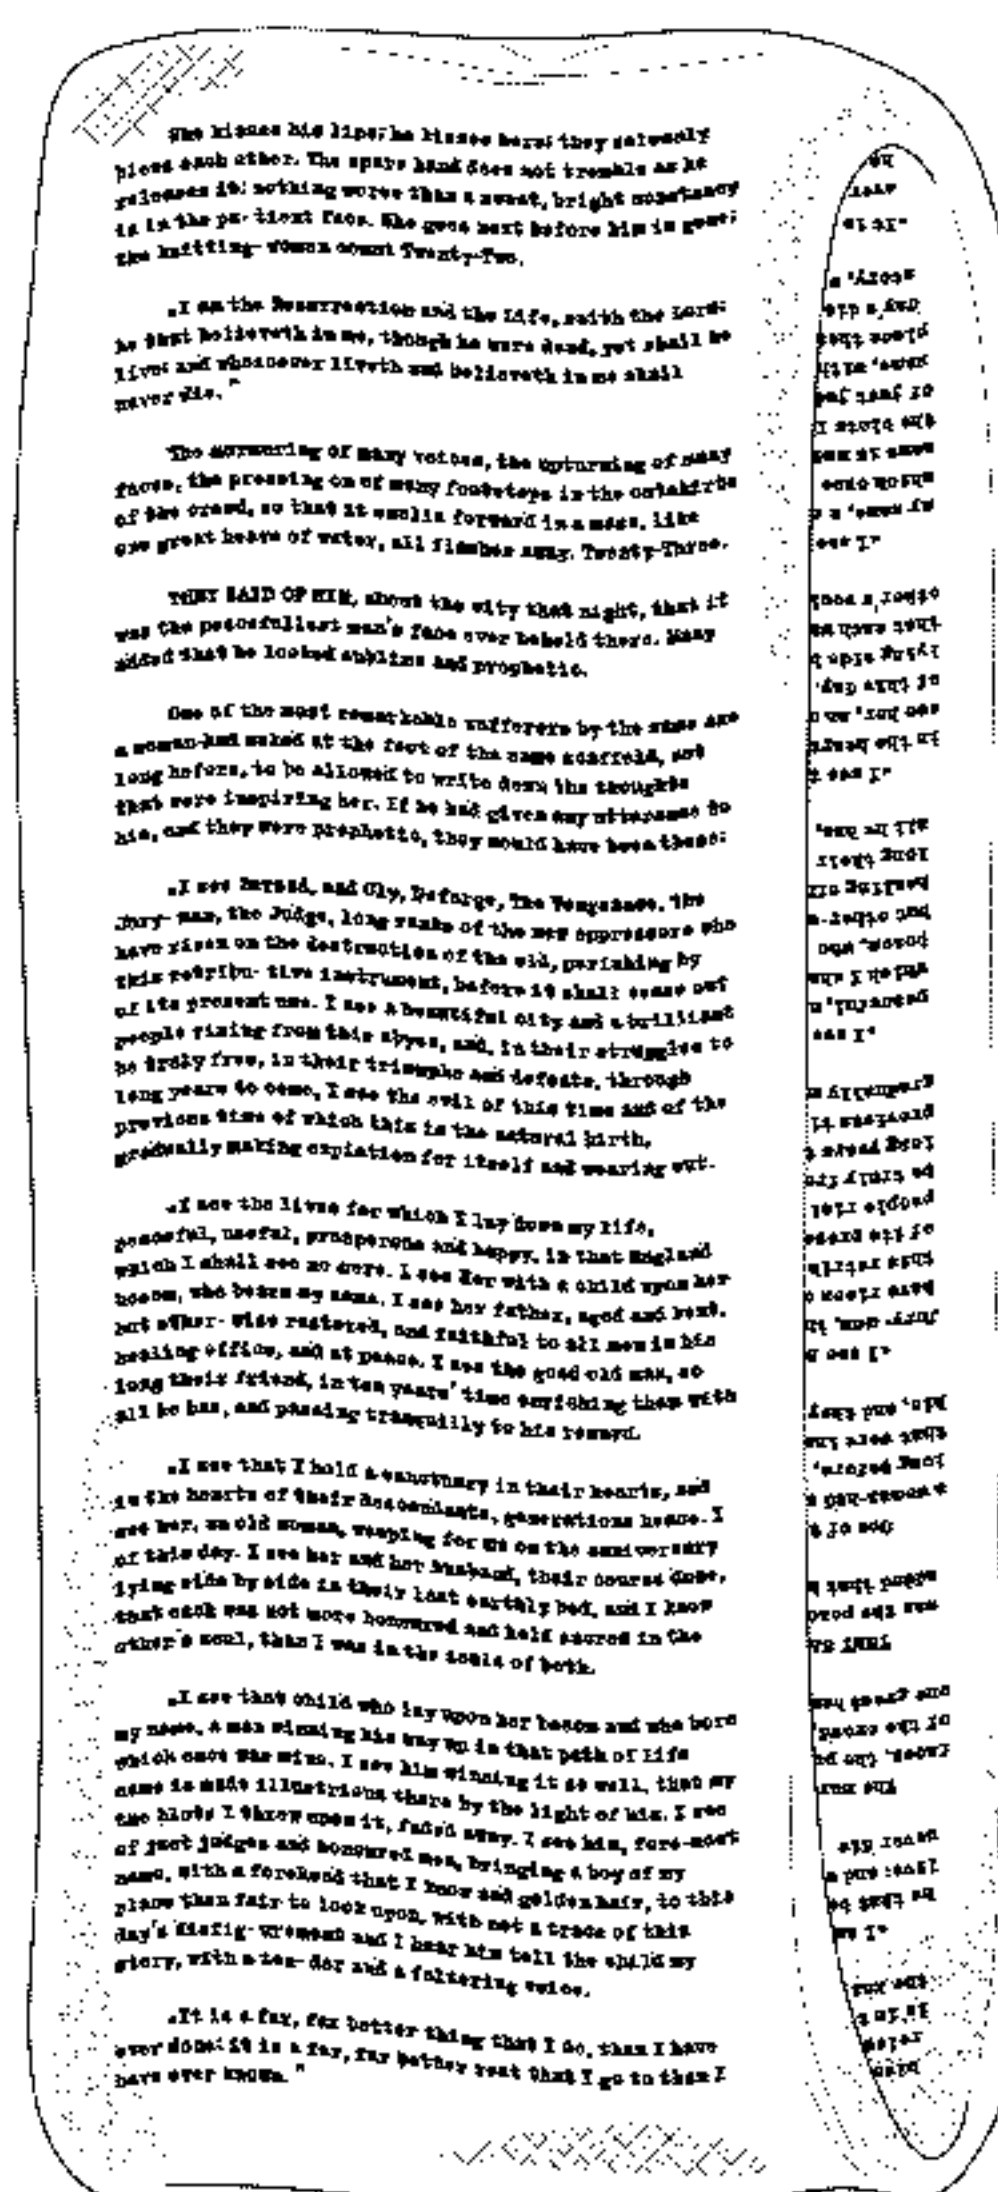 She kisses his lips; he kisses hers; they solemnly
bless each other. The spare hand does not tremble as he
releases it; nothing worse than a sweet, bright constancy
is in the pa- tient face. She goes next before him-is gone;
the knitting-women count Twenty-Two.
"I am the Resurrection and the Life, saith the Lord:
he that believeth in me, though he were dead, yet shall he
live: and whosoever liveth and believeth in me shall
never die."
The murmuring of many voices, the upturning of many
faces, the pressing on of many footsteps in the outskirts
of the crowd, so that it swells forward in a mass, like
one great heave of water, all flashes away. Twenty-Three.
THEY SAID OF HIM, about the city that night, that it
was the peacefullest man's face ever beheld there. Many
added that he looked sublime and prophetic.
One of the most remarkable sufferers by the same axe
a woman-had asked at the foot of the same scaffold, not
long before, to be allowed to write down the thoughts
that were inspiring her. If he had given any utterance to
his, and they were prophetic, they would have been these:
"I see Barsad, and Cly, Defarge, The Vengeance, the
Jury-man, the Judge, long ranks of the new oppressors who
have risen on the destruction of the old, perishing by
this retribu- tive instrument, before it shall cease out
of its present use. I see a beautiful city and a brilliant
people rising from this abyss, and, in their struggles to
be truly free, in their triumphs and defeats, through
long years to come, I see the evil of this time and of the
previous time of which this is the natural birth,
gradually making expiation for itself and wearing out.
"I see the lives for which I lay down my life,
peaceful, useful, prosperous and happy, in that England
which I shall see no more. I see Her with a child upon her
bosom, who bears my name. I see her father, aged and bent,
but other- wise restored, and faithful to all men in his
healing office, and at peace. I see the good old man, so
long their friend, in ten years' time enriching them with
all he has, and passing tranquilly to his reward.
"I see that I hold a sanctuary in their hearts, and
in the hearts of their descendants, generations hence. I
see her, an old woman, weeping for me on the anniversary
of this day. I see her and her husband, their course done,
lying side by side in their last earthly bed, and I know
that each was not more honoured and held sacred in the
other's soul, than I was in the souls of both.
"I see that child who lay upon her bosom and who bore
my name, a man winning his way up in that path of life
which once was mine. I see him winning it so well, that my
name is made illustrious there by the light of his. I see
the blots I threw upon it, faded away. I see him, fore-most
of just judges and honoured men, bringing a boy of my
name, with a forehead that I know and golden hair, to this
place then fair to look upon, with not a trace of this
day's disfig- urement and I hear him tell the child my
story, with a ten- der and a faltering voice.
"It is a far, far better thing that I do, than I have
ever done: it is a far, far better rest that I go to than I
have ever known."